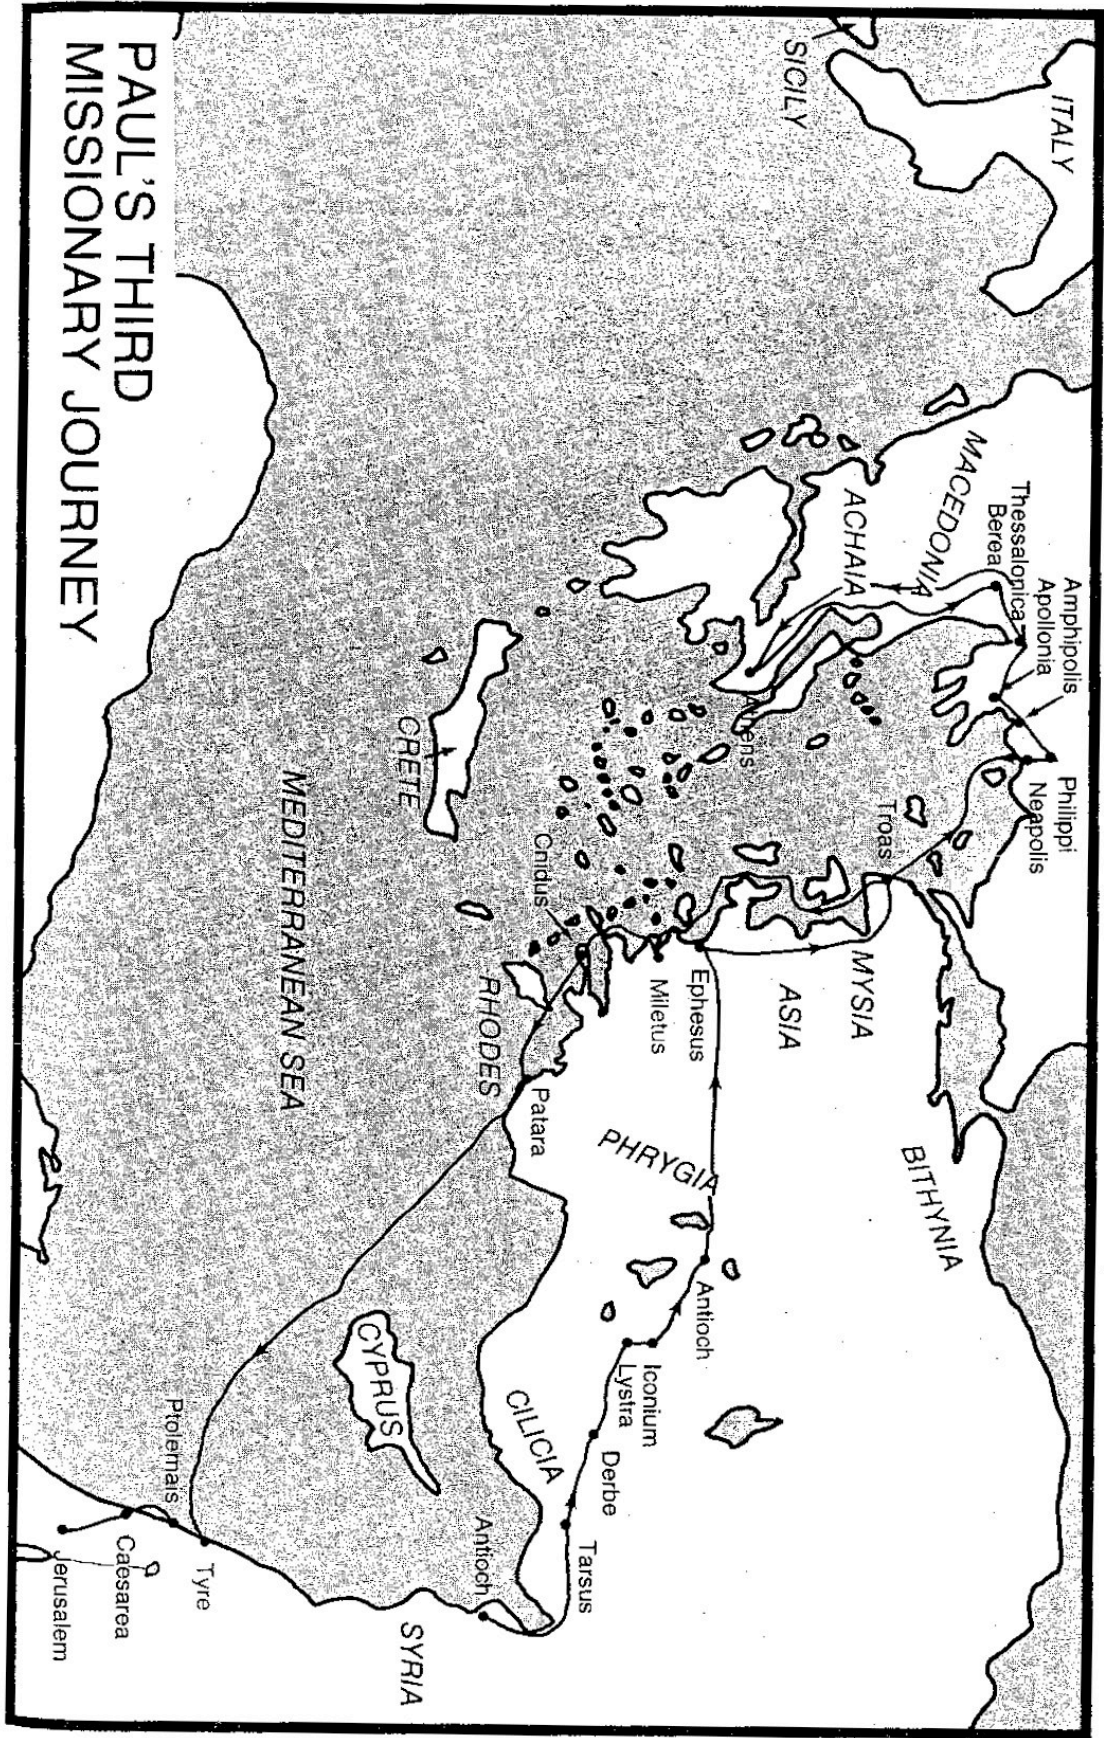 ITALY
SICILY
MACEDONIA
Thessalonica
Berea
ACHAIA
Amphipolis
Apollonia
Philippi
Neapolis
Athens
Troas
MYSIA
ASIA
BITHYNIA
Ephesus
Miletus
Cnidus
CRETE
RHODES
Patara
PHRYGIA
Antioch
Iconium
Lystra
Derbe
Tarsus
CILICIA
CYPRUS
Antioch
SYRIA
MEDITERRANEAN SEA
Tyre
Ptolemais
Caesarea
Jerusalem
PAUL'S THIRD
MISSIONARY JOURNEY